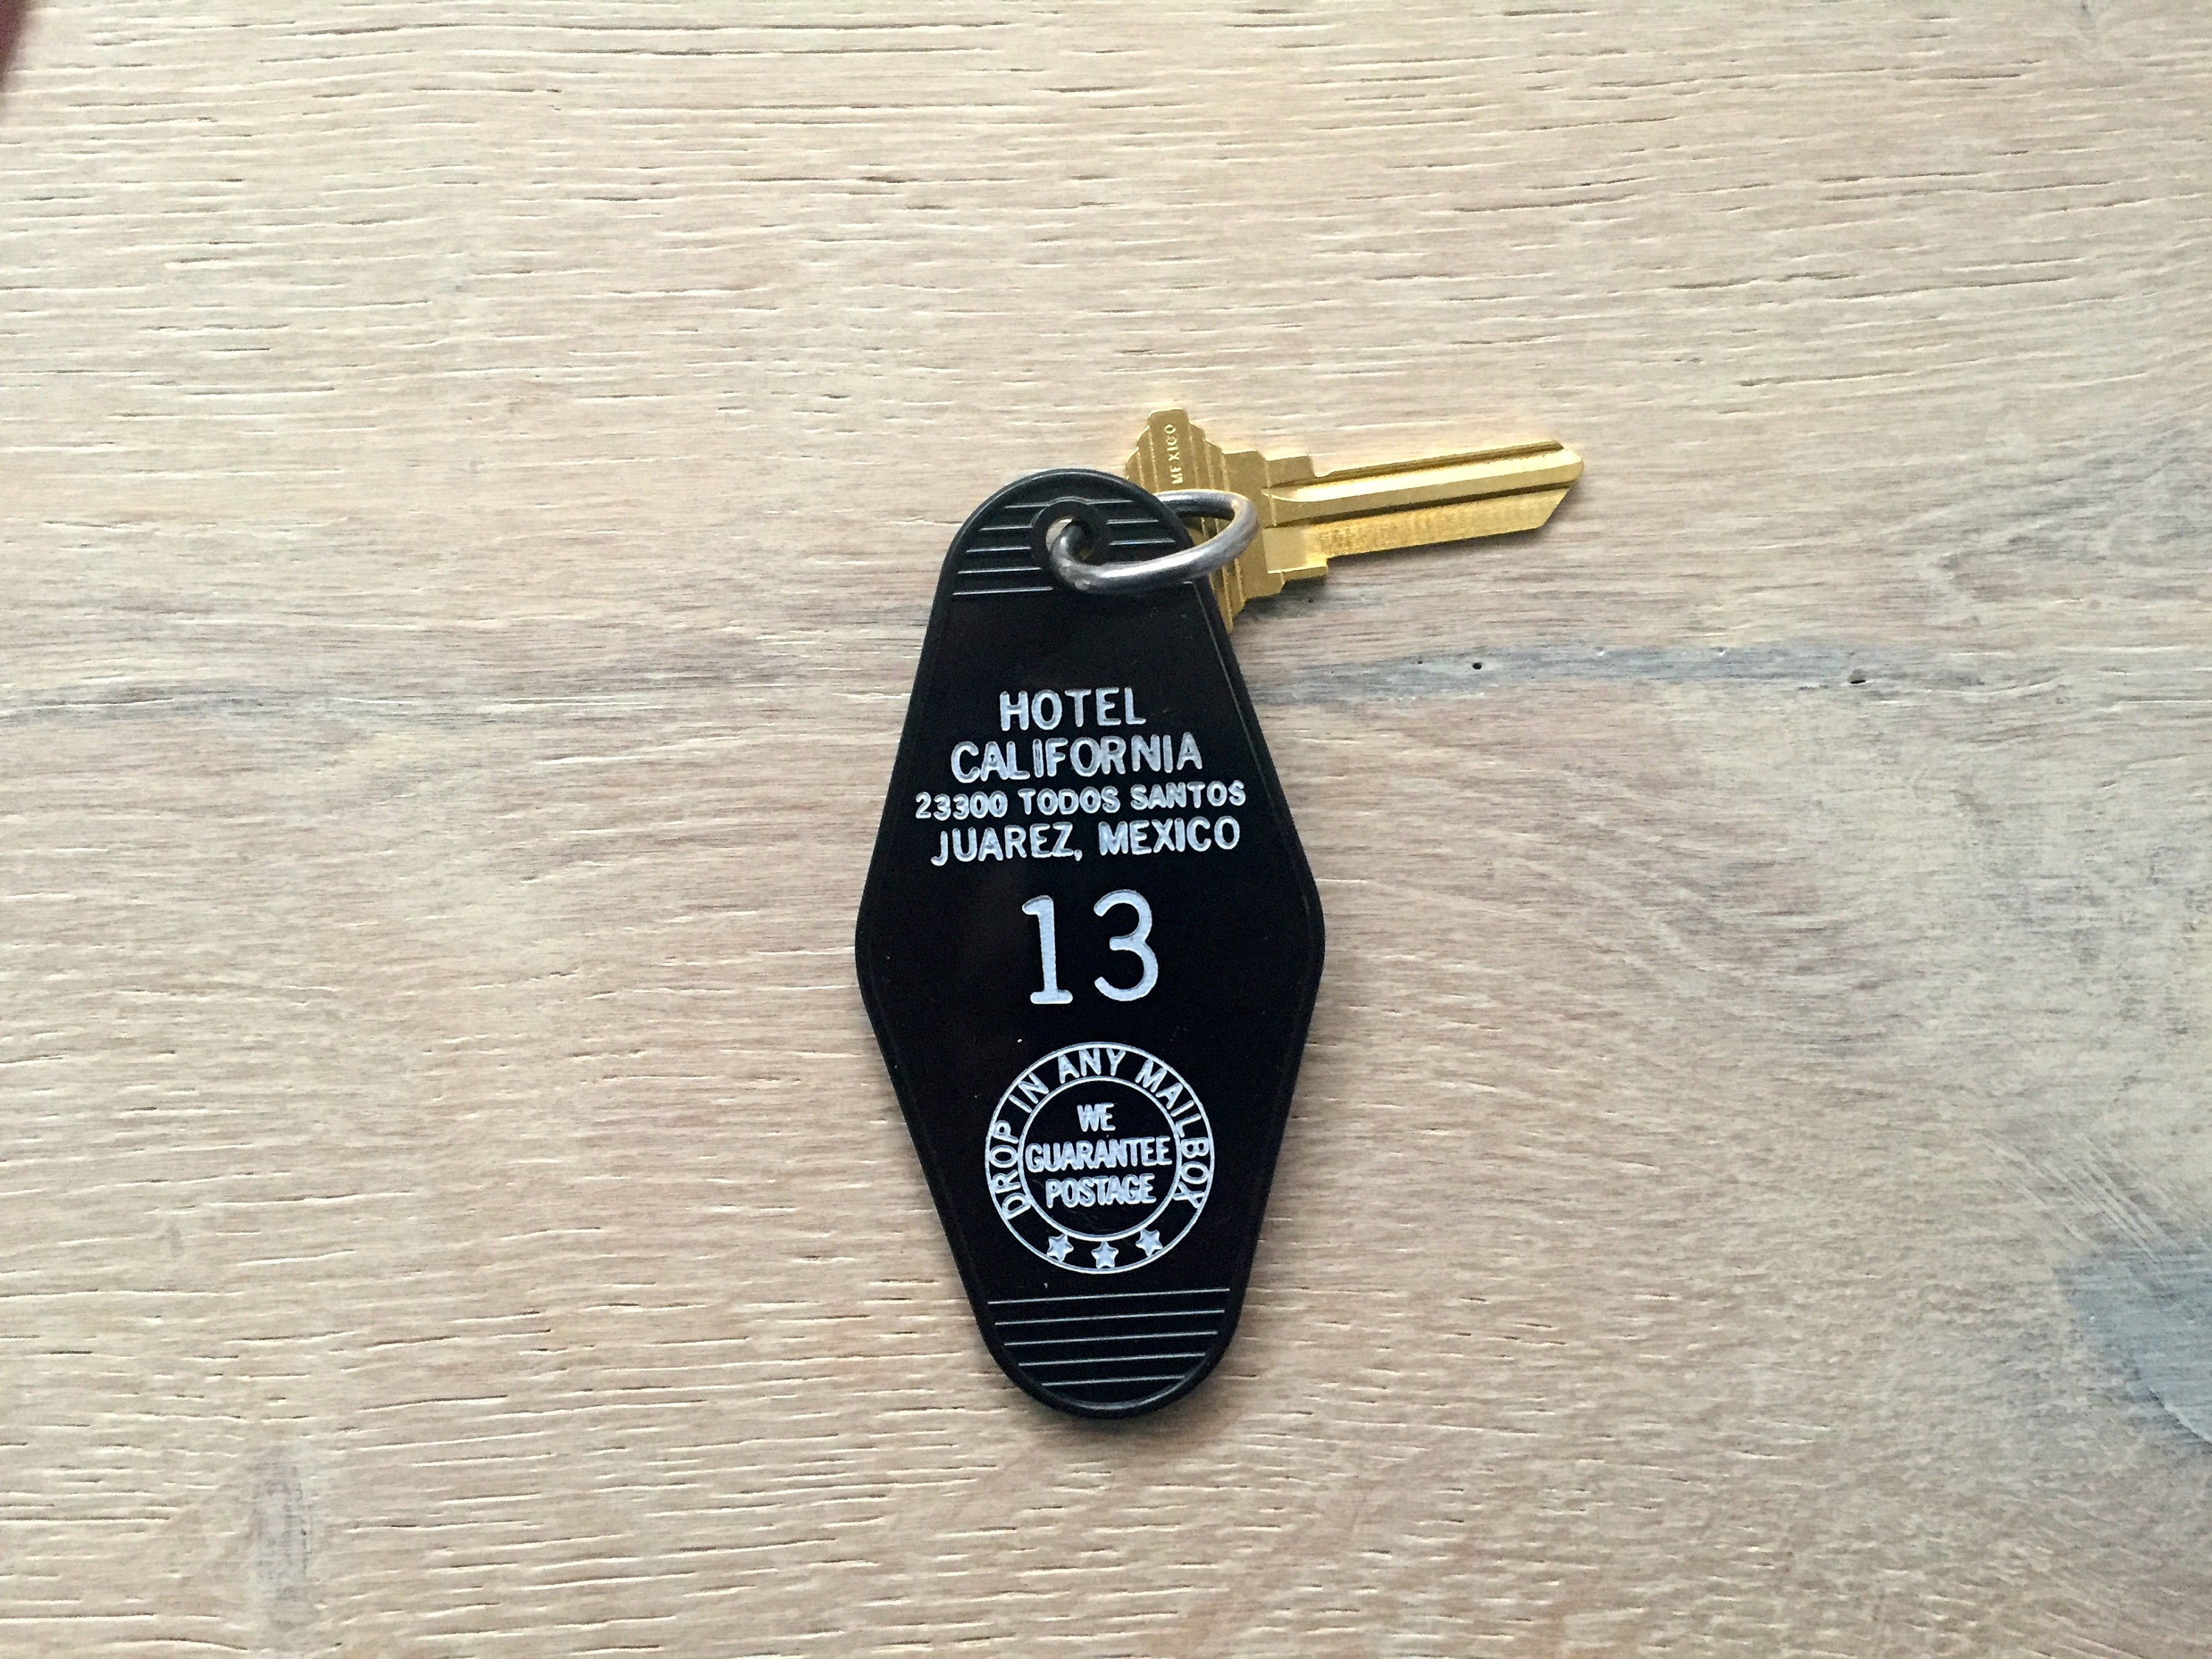 MEXICO
HOTEL
CALIFORNIA
23300 TODOS SANTOS
JUAREZ, MEXICO
13
DROP IN ANY MAILBOX
WE
GUARANTEE
POSTAGE